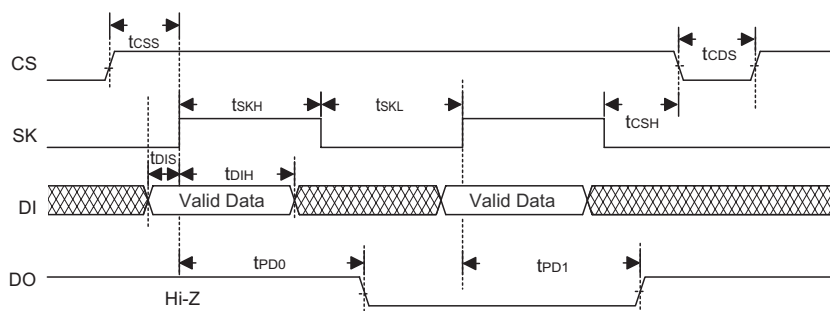 tCSS
tCDS
CS
tSKH
tSKL
tCSH
SK
tDIS
tDIH
DI
Valid Data
Valid Data
tPD0
tPD1
DO
Hi-Z